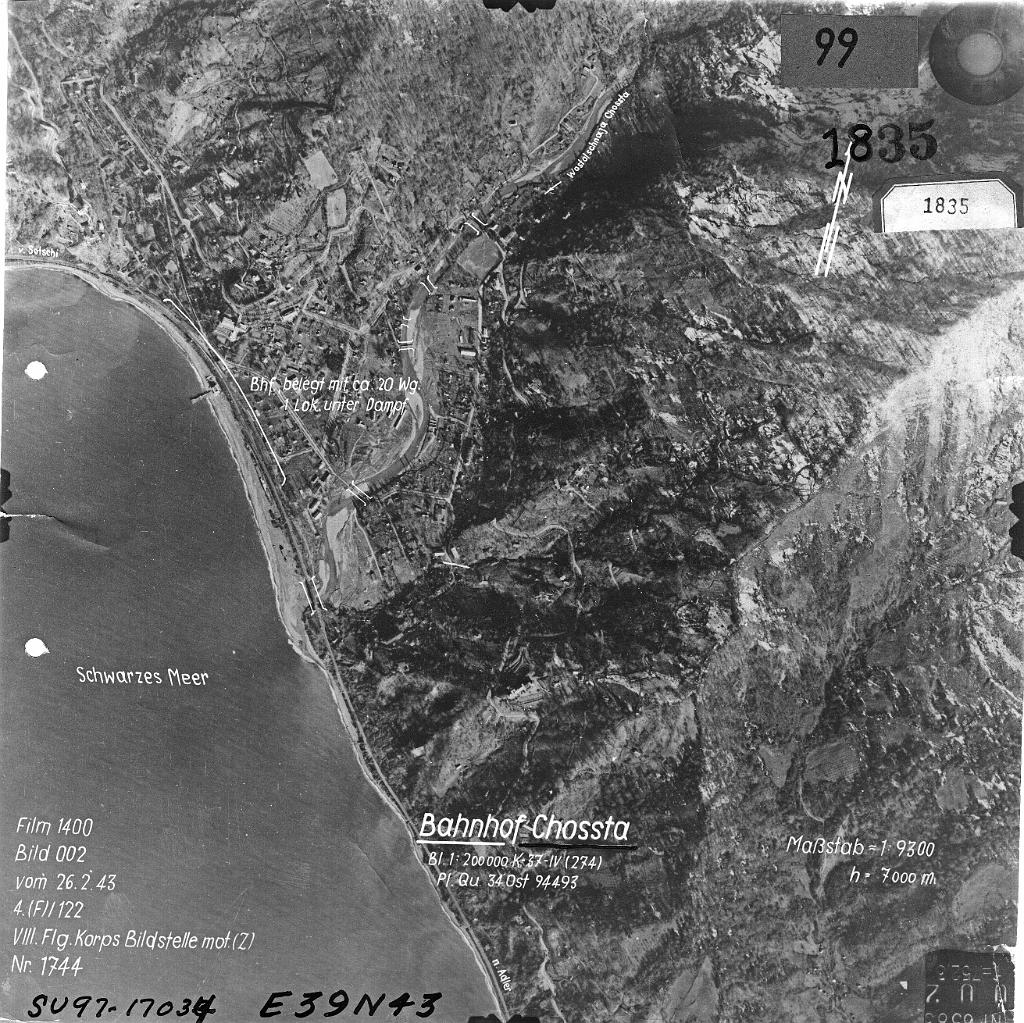 99
1835
1835
N
Wostotschnaja Chossta
v. Sotschi
Bhf. belegt mit ca. 20 Wg.
1 Lok. unter Dampf
Schwarzes Meer
Bahnhof Chossta
Bl. 1:200000 K-37-IV (274)
Pl. Qu. 34 Ost 94493
Maßstab = 1:9300
h = 7000 m.
Film 1400
Bild 002
vom 26.2.43
4.(F)/122
VIII. Flg. Korps Bildstelle mot.(Z)
Nr. 1744
n. Adler
SU97-17034 E39N43